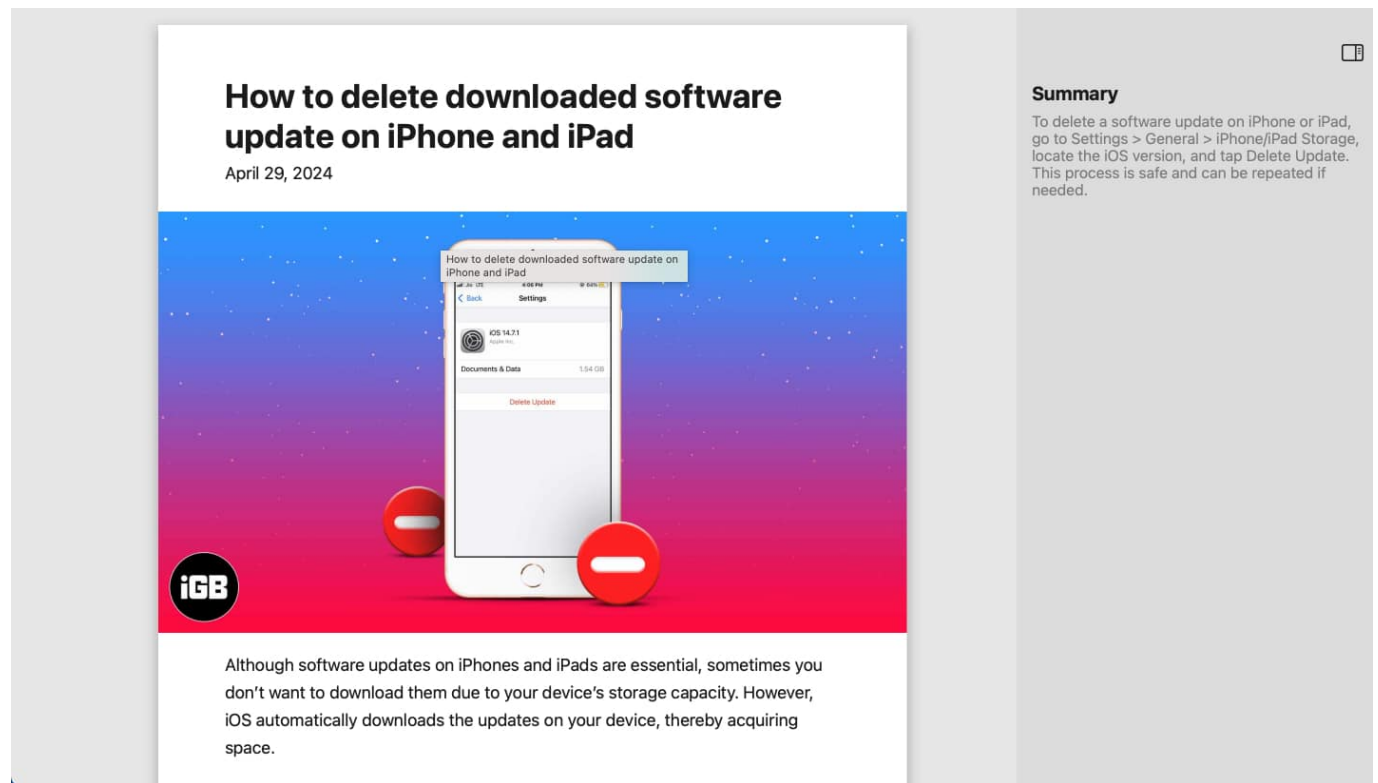 How to delete downloaded software
update on iPhone and iPad
April 29, 2024
How to delete downloaded software update on
iPhone and iPad
Back
Settings
iOS 14.7.1
Apple Inc.
Documents & Data
1.94 GB
Delete Update
iGB
Although software updates on iPhones and iPads are essential, sometimes you
don’t want to download them due to your device’s storage capacity. However,
iOS automatically downloads the updates on your device, thereby acquiring
space.
Summary
To delete a software update on iPhone or iPad,
go to Settings > General > iPhone/iPad Storage,
locate the iOS version, and tap Delete Update.
This process is safe and can be repeated if
needed.